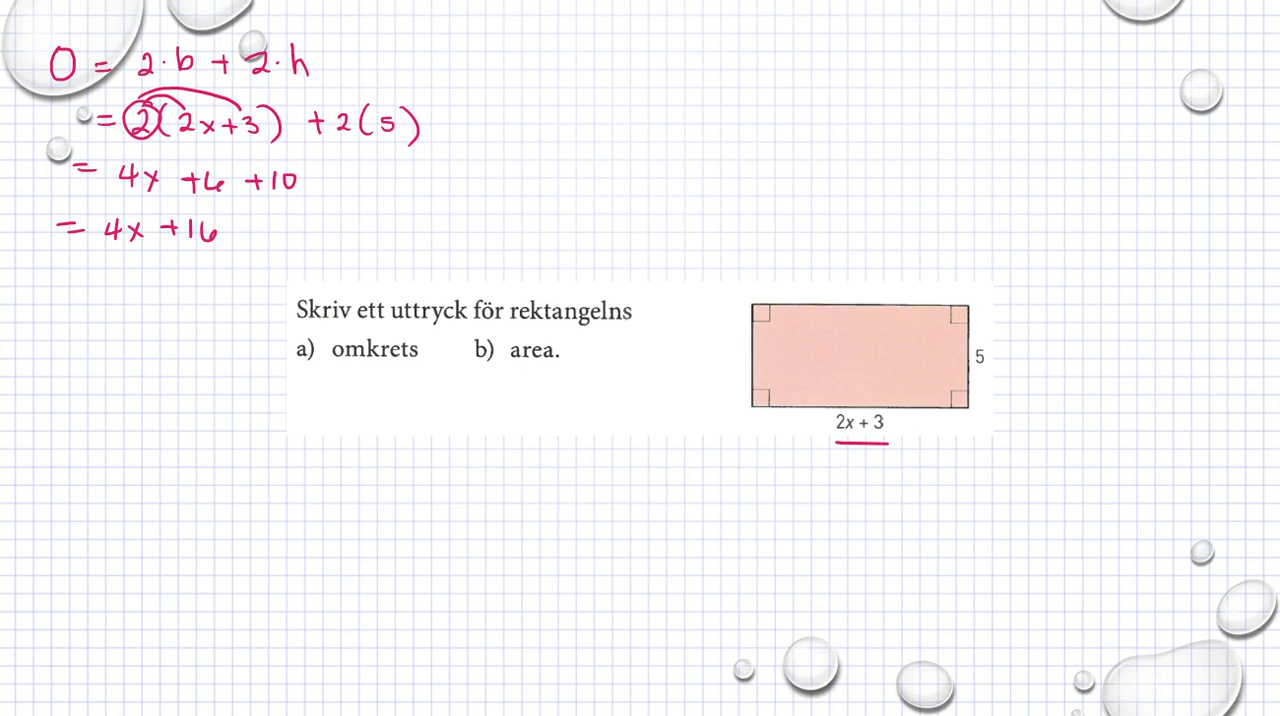 O = 2·b + 2·h
= 2(2x+3) + 2(5)
= 4x +6 +10
= 4x +16
Skriv ett uttryck för rektangelns
a) omkrets b) area.
5
2x + 3